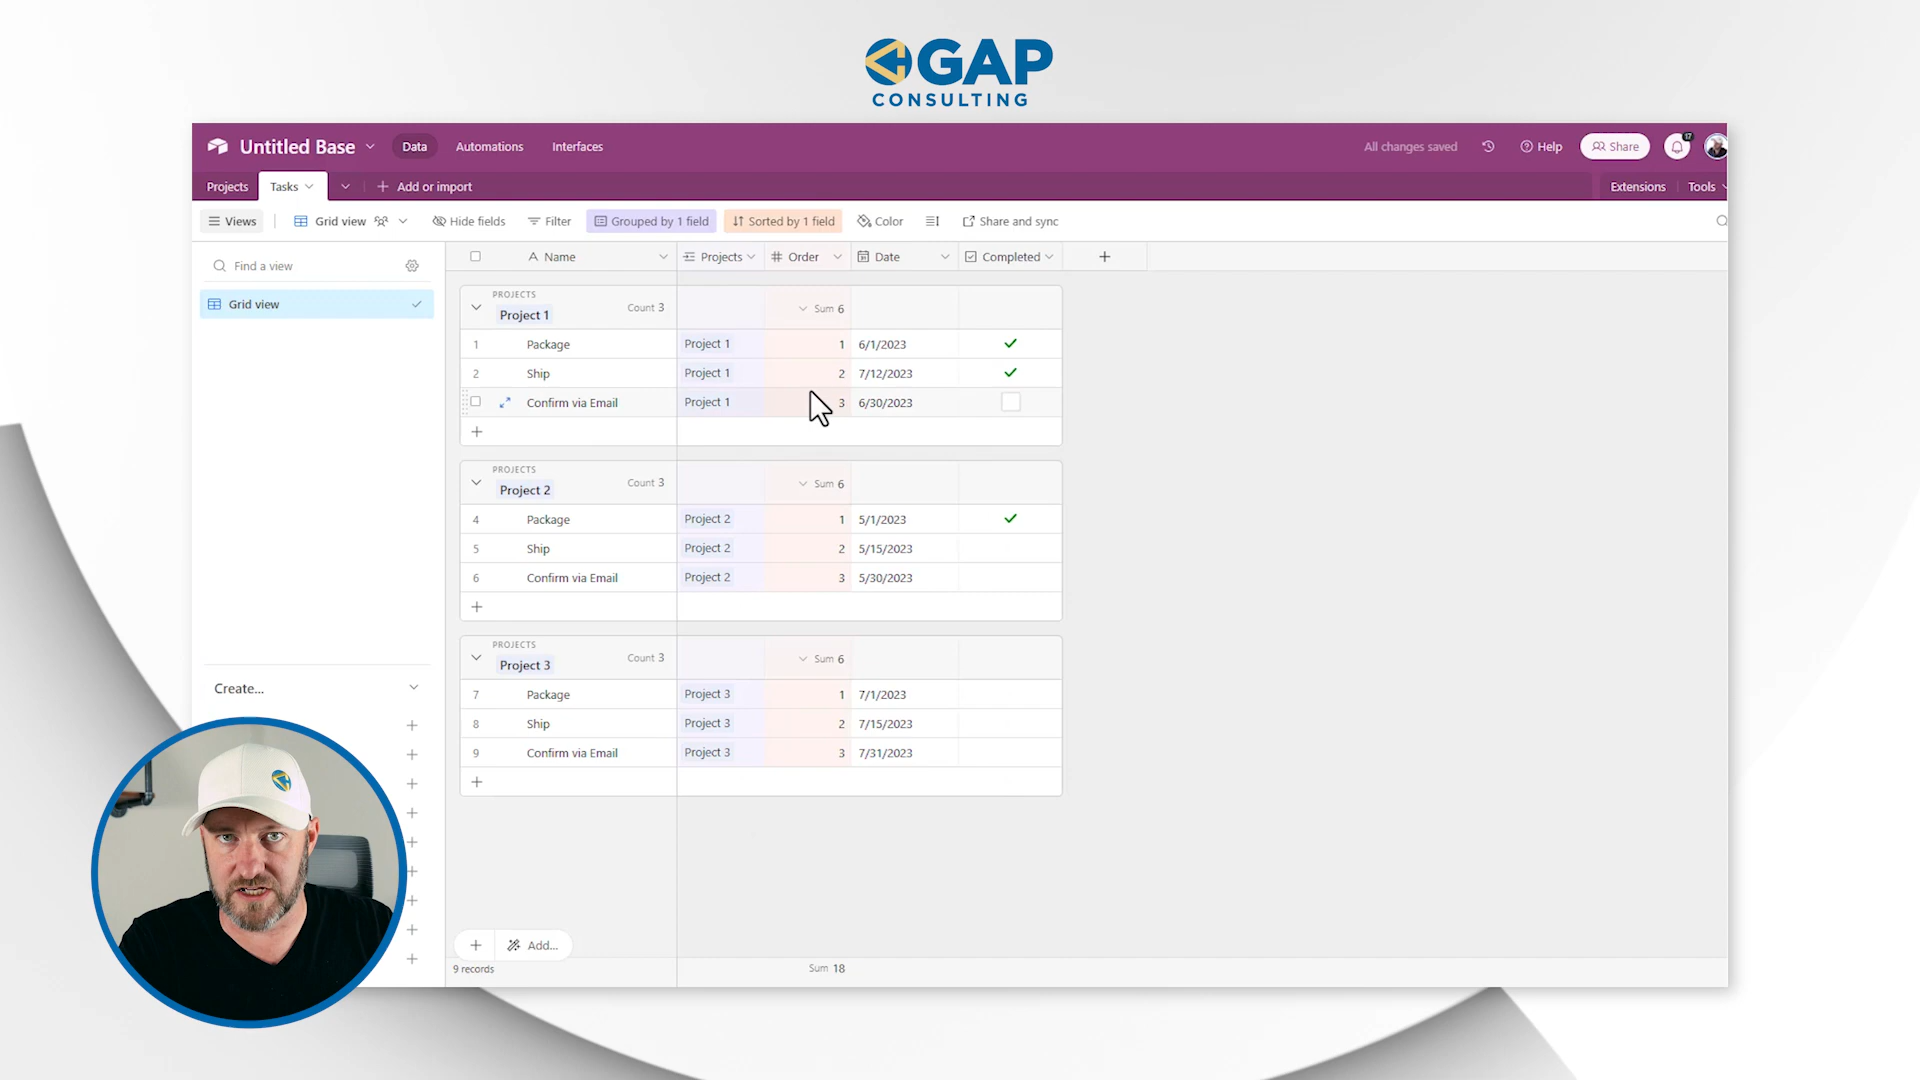 GAP
CONSULTING
Untitled Base
Data
Automations
Interfaces
All changes saved
Help
Share
17
Projects
Tasks
Add or import
Extensions
Tools
Views
Grid view
Hide fields
Filter
Grouped by 1 field
Sorted by 1 field
Color
Share and sync
Find a view
Grid view
A Name
Projects
# Order
Date
Completed
PROJECTS
Project 1 Count 3 Sum 6
1 Package Project 1 1 6/1/2023
2 Ship Project 1 2 7/12/2023
Confirm via Email Project 1 3 6/30/2023
PROJECTS
Project 2 Count 3 Sum 6
4 Package Project 2 1 5/1/2023
5 Ship Project 2 2 5/15/2023
6 Confirm via Email Project 2 3 5/30/2023
PROJECTS
Project 3 Count 3 Sum 6
7 Package Project 3 1 7/1/2023
8 Ship Project 3 2 7/15/2023
9 Confirm via Email Project 3 3 7/31/2023
Create...
Add...
9 records
Sum 18